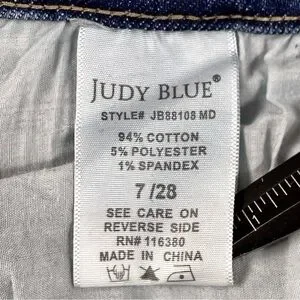 JUDY BLUE®
STYLE# JB88108 MD
94% COTTON
5% POLYESTER
1% SPANDEX
7/28
SEE CARE ON
REVERSE SIDE
RN# 116380
MADE IN CHINA